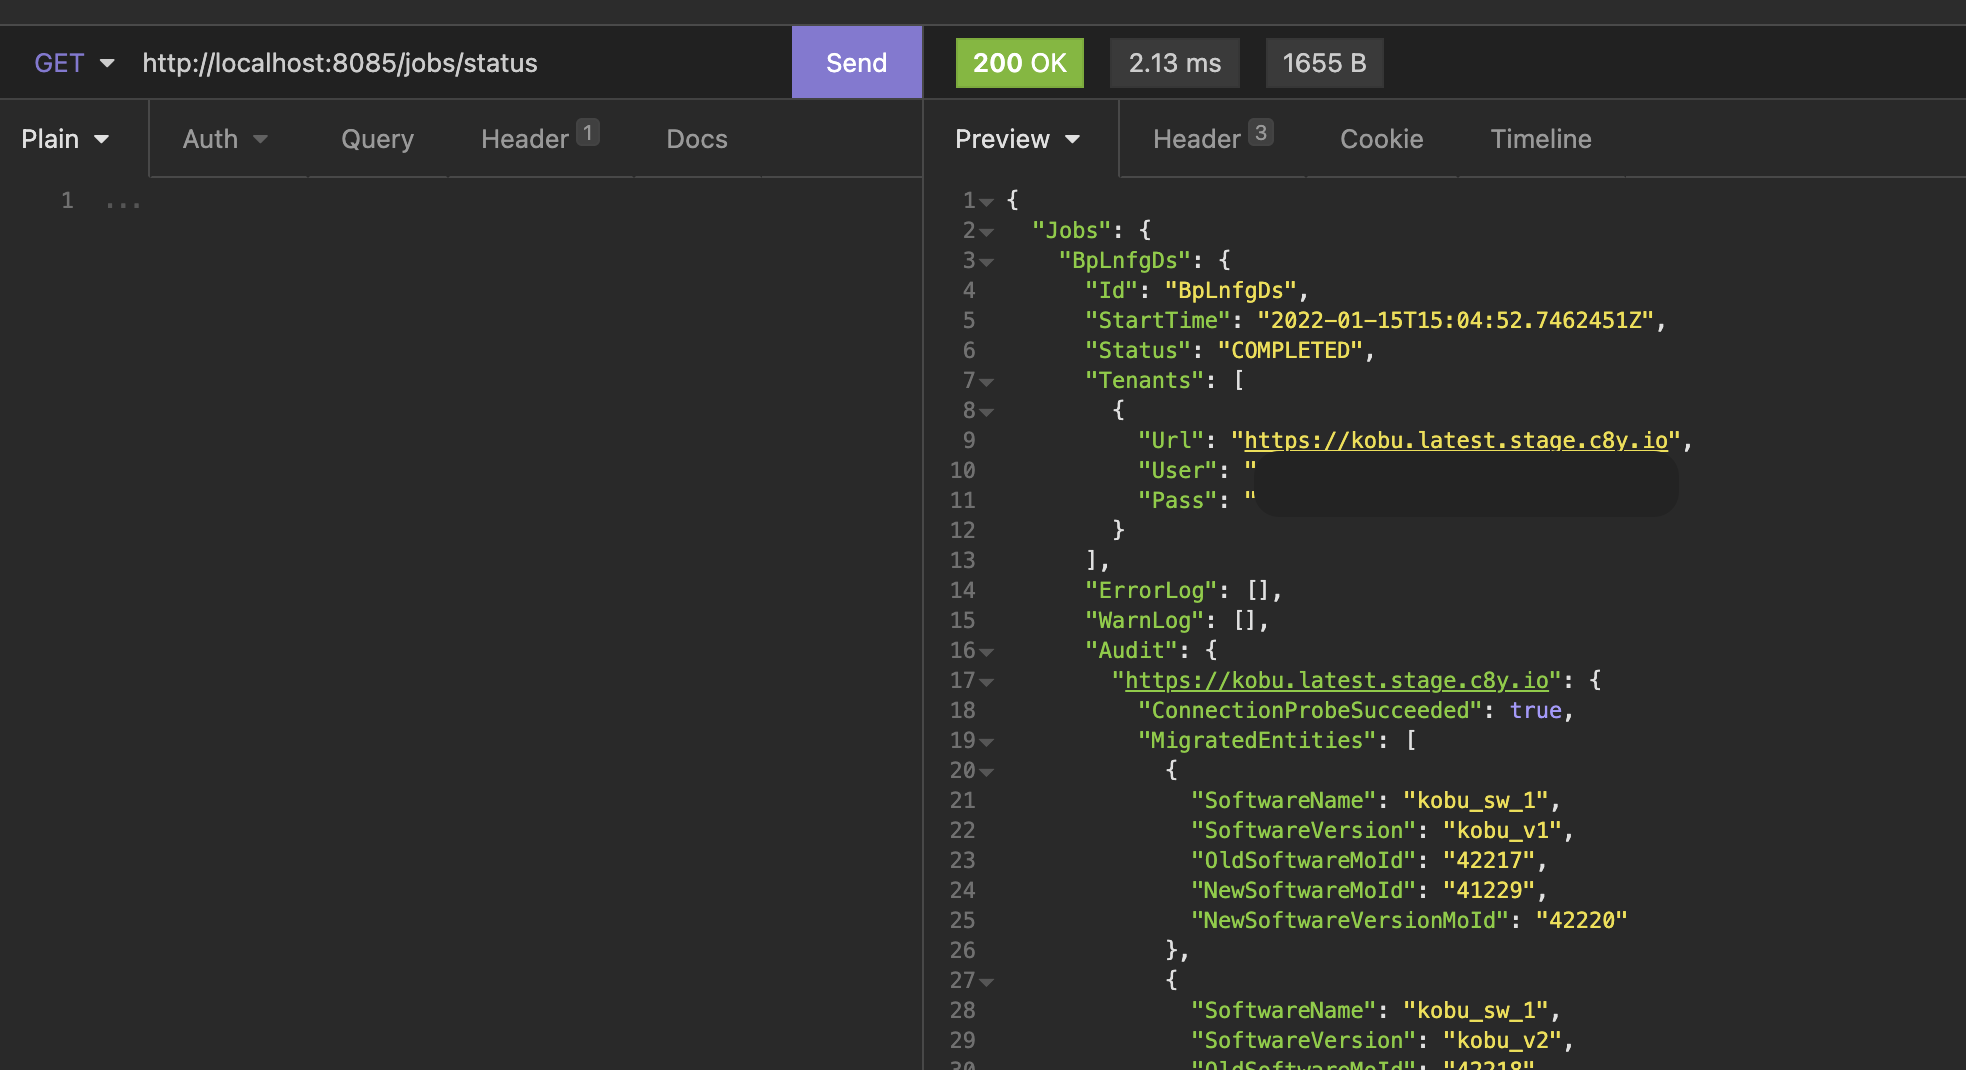 GET http://localhost:8085/jobs/status Send 200 OK 2.13 ms 1655 B
Plain Auth Query Header 1 Docs Preview Header 3 Cookie Timeline
1 ...
1 {
2 "Jobs": {
3 "BpLnfgDs": {
4 "Id": "BpLnfgDs",
5 "StartTime": "2022-01-15T15:04:52.7462451Z",
6 "Status": "COMPLETED",
7 "Tenants": [
8 {
9 "Url": "https://kobu.latest.stage.c8y.io",
10 "User": "
11 "Pass": "
12 }
13 ],
14 "ErrorLog": [],
15 "WarnLog": [],
16 "Audit": {
17 "https://kobu.latest.stage.c8y.io": {
18 "ConnectionProbeSucceeded": true,
19 "MigratedEntities": [
20 {
21 "SoftwareName": "kobu_sw_1",
22 "SoftwareVersion": "kobu_v1",
23 "OldSoftwareMoId": "42217",
24 "NewSoftwareMoId": "41229",
25 "NewSoftwareVersionMoId": "42220"
26 },
27 {
28 "SoftwareName": "kobu_sw_1",
29 "SoftwareVersion": "kobu_v2",
30 "OldSoftwareMoId": "42218"